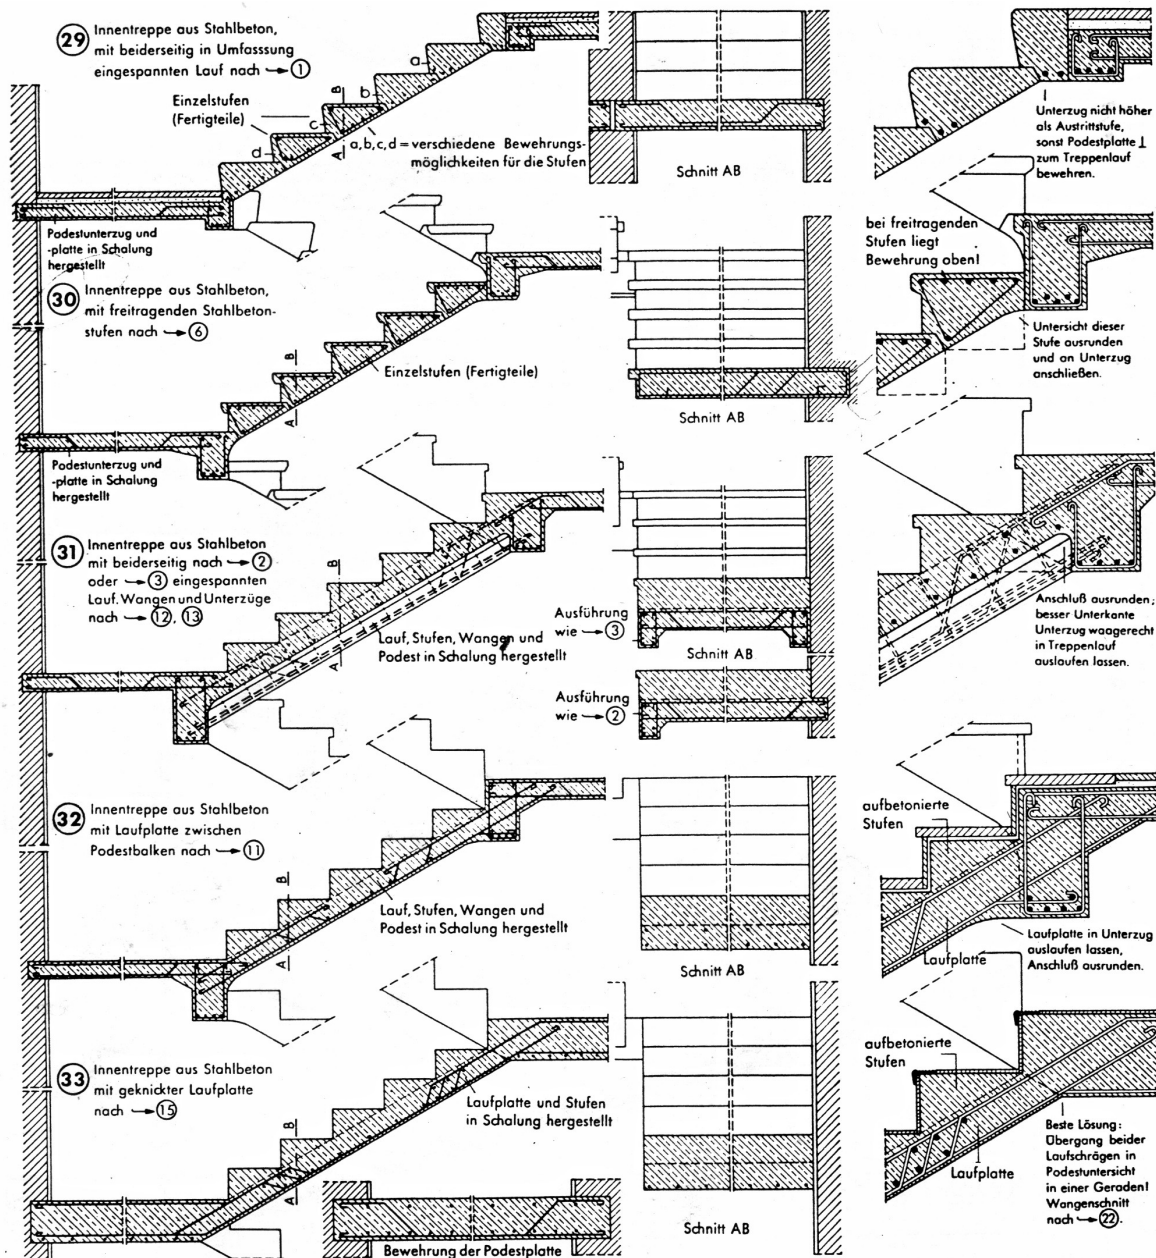 29 Innentreppe aus Stahlbeton,
mit beiderseitig in Umfasssung
eingespannten Lauf nach → 1
Einzelstufen
(Fertigteile)
a
b
c
d
B
A
a, b, c, d = verschiedene Bewehrungs-
möglichkeiten für die Stufen
Podestunterzug und
-platte in Schalung
hergestellt
Schnitt AB
Unterzug nicht höher
als Austrittstufe,
sonst Podestplatte ⊥
zum Treppenlauf
bewehren.
30 Innentreppe aus Stahlbeton,
mit freitragenden Stahlbeton-
stufen nach → 6
B
A
Einzelstufen (Fertigteile)
Podestunterzug und
-platte in Schalung
hergestellt
Schnitt AB
bei freitragenden
Stufen liegt
Bewehrung oben!
Untersicht dieser
Stufe ausrunden
und an Unterzug
anschließen.
31 Innentreppe aus Stahlbeton
mit beiderseitig nach → 2
oder → 3 eingespannten
Lauf. Wangen und Unterzüge
nach → 12, 13
B
A
Lauf, Stufen, Wangen und
Podest in Schalung hergestellt
Ausführung
wie → 3
Schnitt AB
Ausführung
wie → 2
Anschluß ausrunden;
besser Unterkante
Unterzug waagerecht
in Treppenlauf
auslaufen lassen.
32 Innentreppe aus Stahlbeton
mit Laufplatte zwischen
Podestbalken nach → 11
B
A
Lauf, Stufen, Wangen und
Podest in Schalung hergestellt
Schnitt AB
aufbetonierte
Stufen
Laufplatte
Laufplatte in Unterzug
auslaufen lassen,
Anschluß ausrunden.
33 Innentreppe aus Stahlbeton
mit geknickter Laufplatte
nach → 15
B
A
Laufplatte und Stufen
in Schalung hergestellt
Bewehrung der Podestplatte
Schnitt AB
aufbetonierte
Stufen
Laufplatte
Beste Lösung:
Übergang beider
Laufschrägen in
Podestuntersicht
in einer Geraden!
Wangenschnitt
nach → 22.